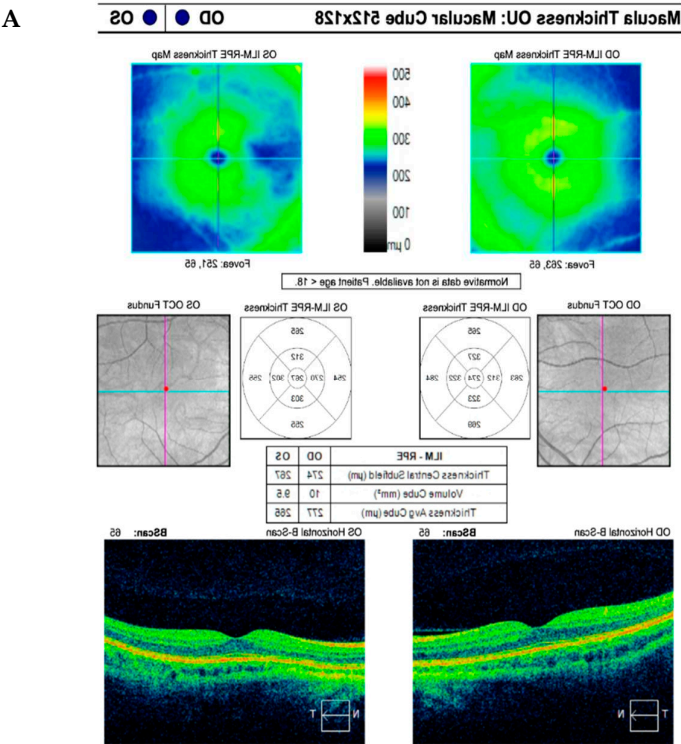 A
Macula Thickness OU: Macular Cube 512x128 OD OS
OD ILM-RPE Thickness Map
OS ILM-RPE Thickness Map
500
400
300
200
100
0 µm
Fovea: 263, 65
Fovea: 251, 65
Normative data is not available. Patient age < 18.
OD OCT Fundus
OD ILM-RPE Thickness
OS ILM-RPE Thickness
OS OCT Fundus
265
327
283 312 274 322 284
323
269
265
312
254 270 267 302 255
303
255
ILM - RPE OD OS
Thickness Central Subfield (µm) 274 267
Volume Cube (mm³) 10 9.5
Thickness Avg Cube (µm) 277 265
OD Horizontal B-Scan BScan: 65
OS Horizontal B-Scan BScan: 65
T N
N T